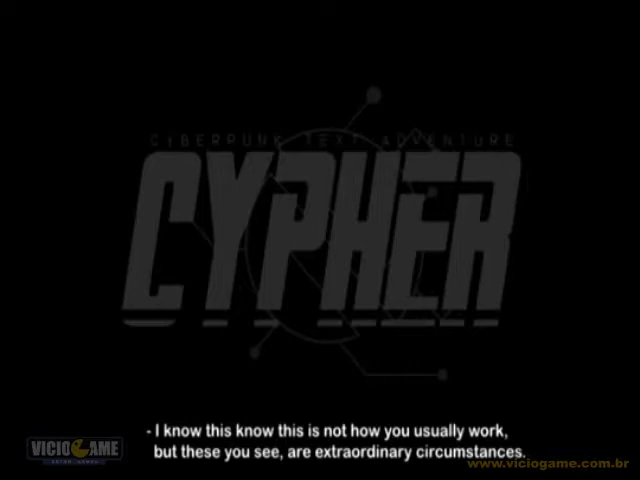 CYBERPUNK TEXT ADVENTURE
CYPHER
- I know this know this is not how you usually work,
but these you see, are extraordinary circumstances.
VICIOGAME
www.viciogame.com.br